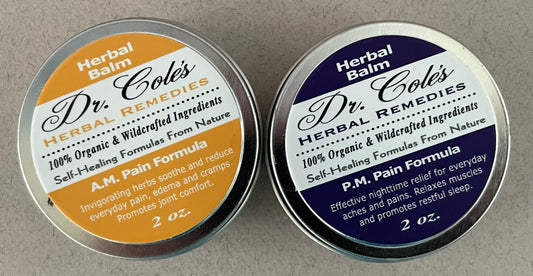 Herbal
Balm
Dr. Cole's
HERBAL REMEDIES
100% Organic & Wildcrafted Ingredients
Self-Healing Formulas From Nature
A.M. Pain Formula
Invigorating herbs soothe and reduce
everyday pain, edema and cramps.
Promotes joint comfort.
2 oz.
Herbal
Balm
Dr. Cole's
HERBAL REMEDIES
100% Organic & Wildcrafted Ingredients
Self-Healing Formulas From Nature
P.M. Pain Formula
Effective nighttime relief for everyday
aches and pains. Relaxes muscles
and promotes restful sleep.
2 oz.